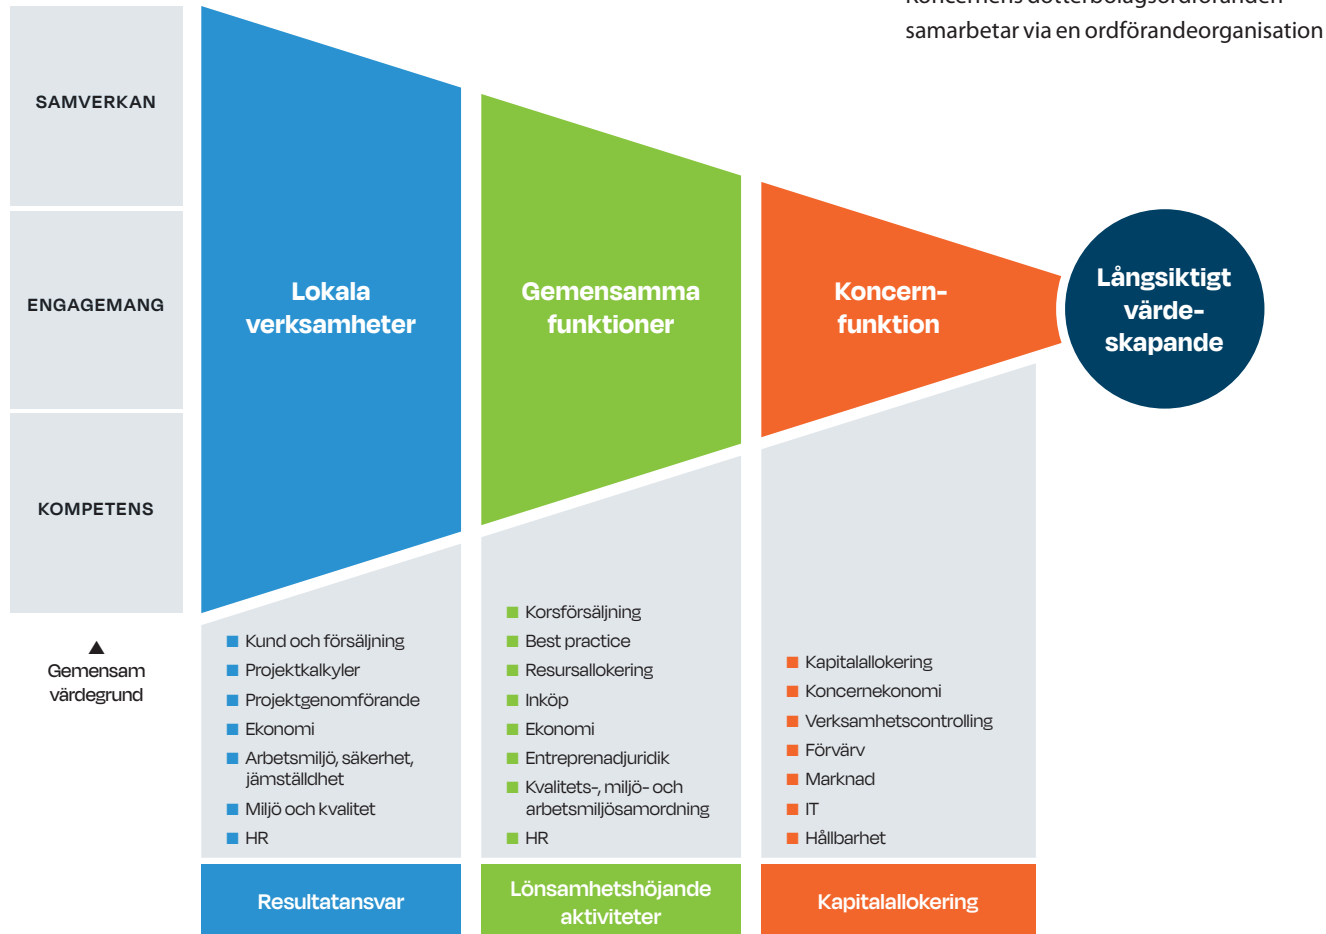 samarbetar via en ordförandeorganisation
SAMVERKAN
ENGAGEMANG
KOMPETENS
▲
Gemensam
värdegrund
Lokala
verksamheter
Gemensamma
funktioner
Koncern-
funktion
Långsiktigt
värde-
skapande
Kund och försäljning
Projektkalkyler
Projektgenomförande
Ekonomi
Arbetsmiljö, säkerhet,
jämställdhet
Miljö och kvalitet
HR
Korsförsäljning
Best practice
Resursallokering
Inköp
Ekonomi
Entreprenadjuridik
Kvalitets-, miljö- och
arbetsmiljösamordning
HR
Kapitalallokering
Koncernekonomi
Verksamhetscontrolling
Förvärv
Marknad
IT
Hållbarhet
Resultatansvar
Lönsamhetshöjande
aktiviteter
Kapitalallokering